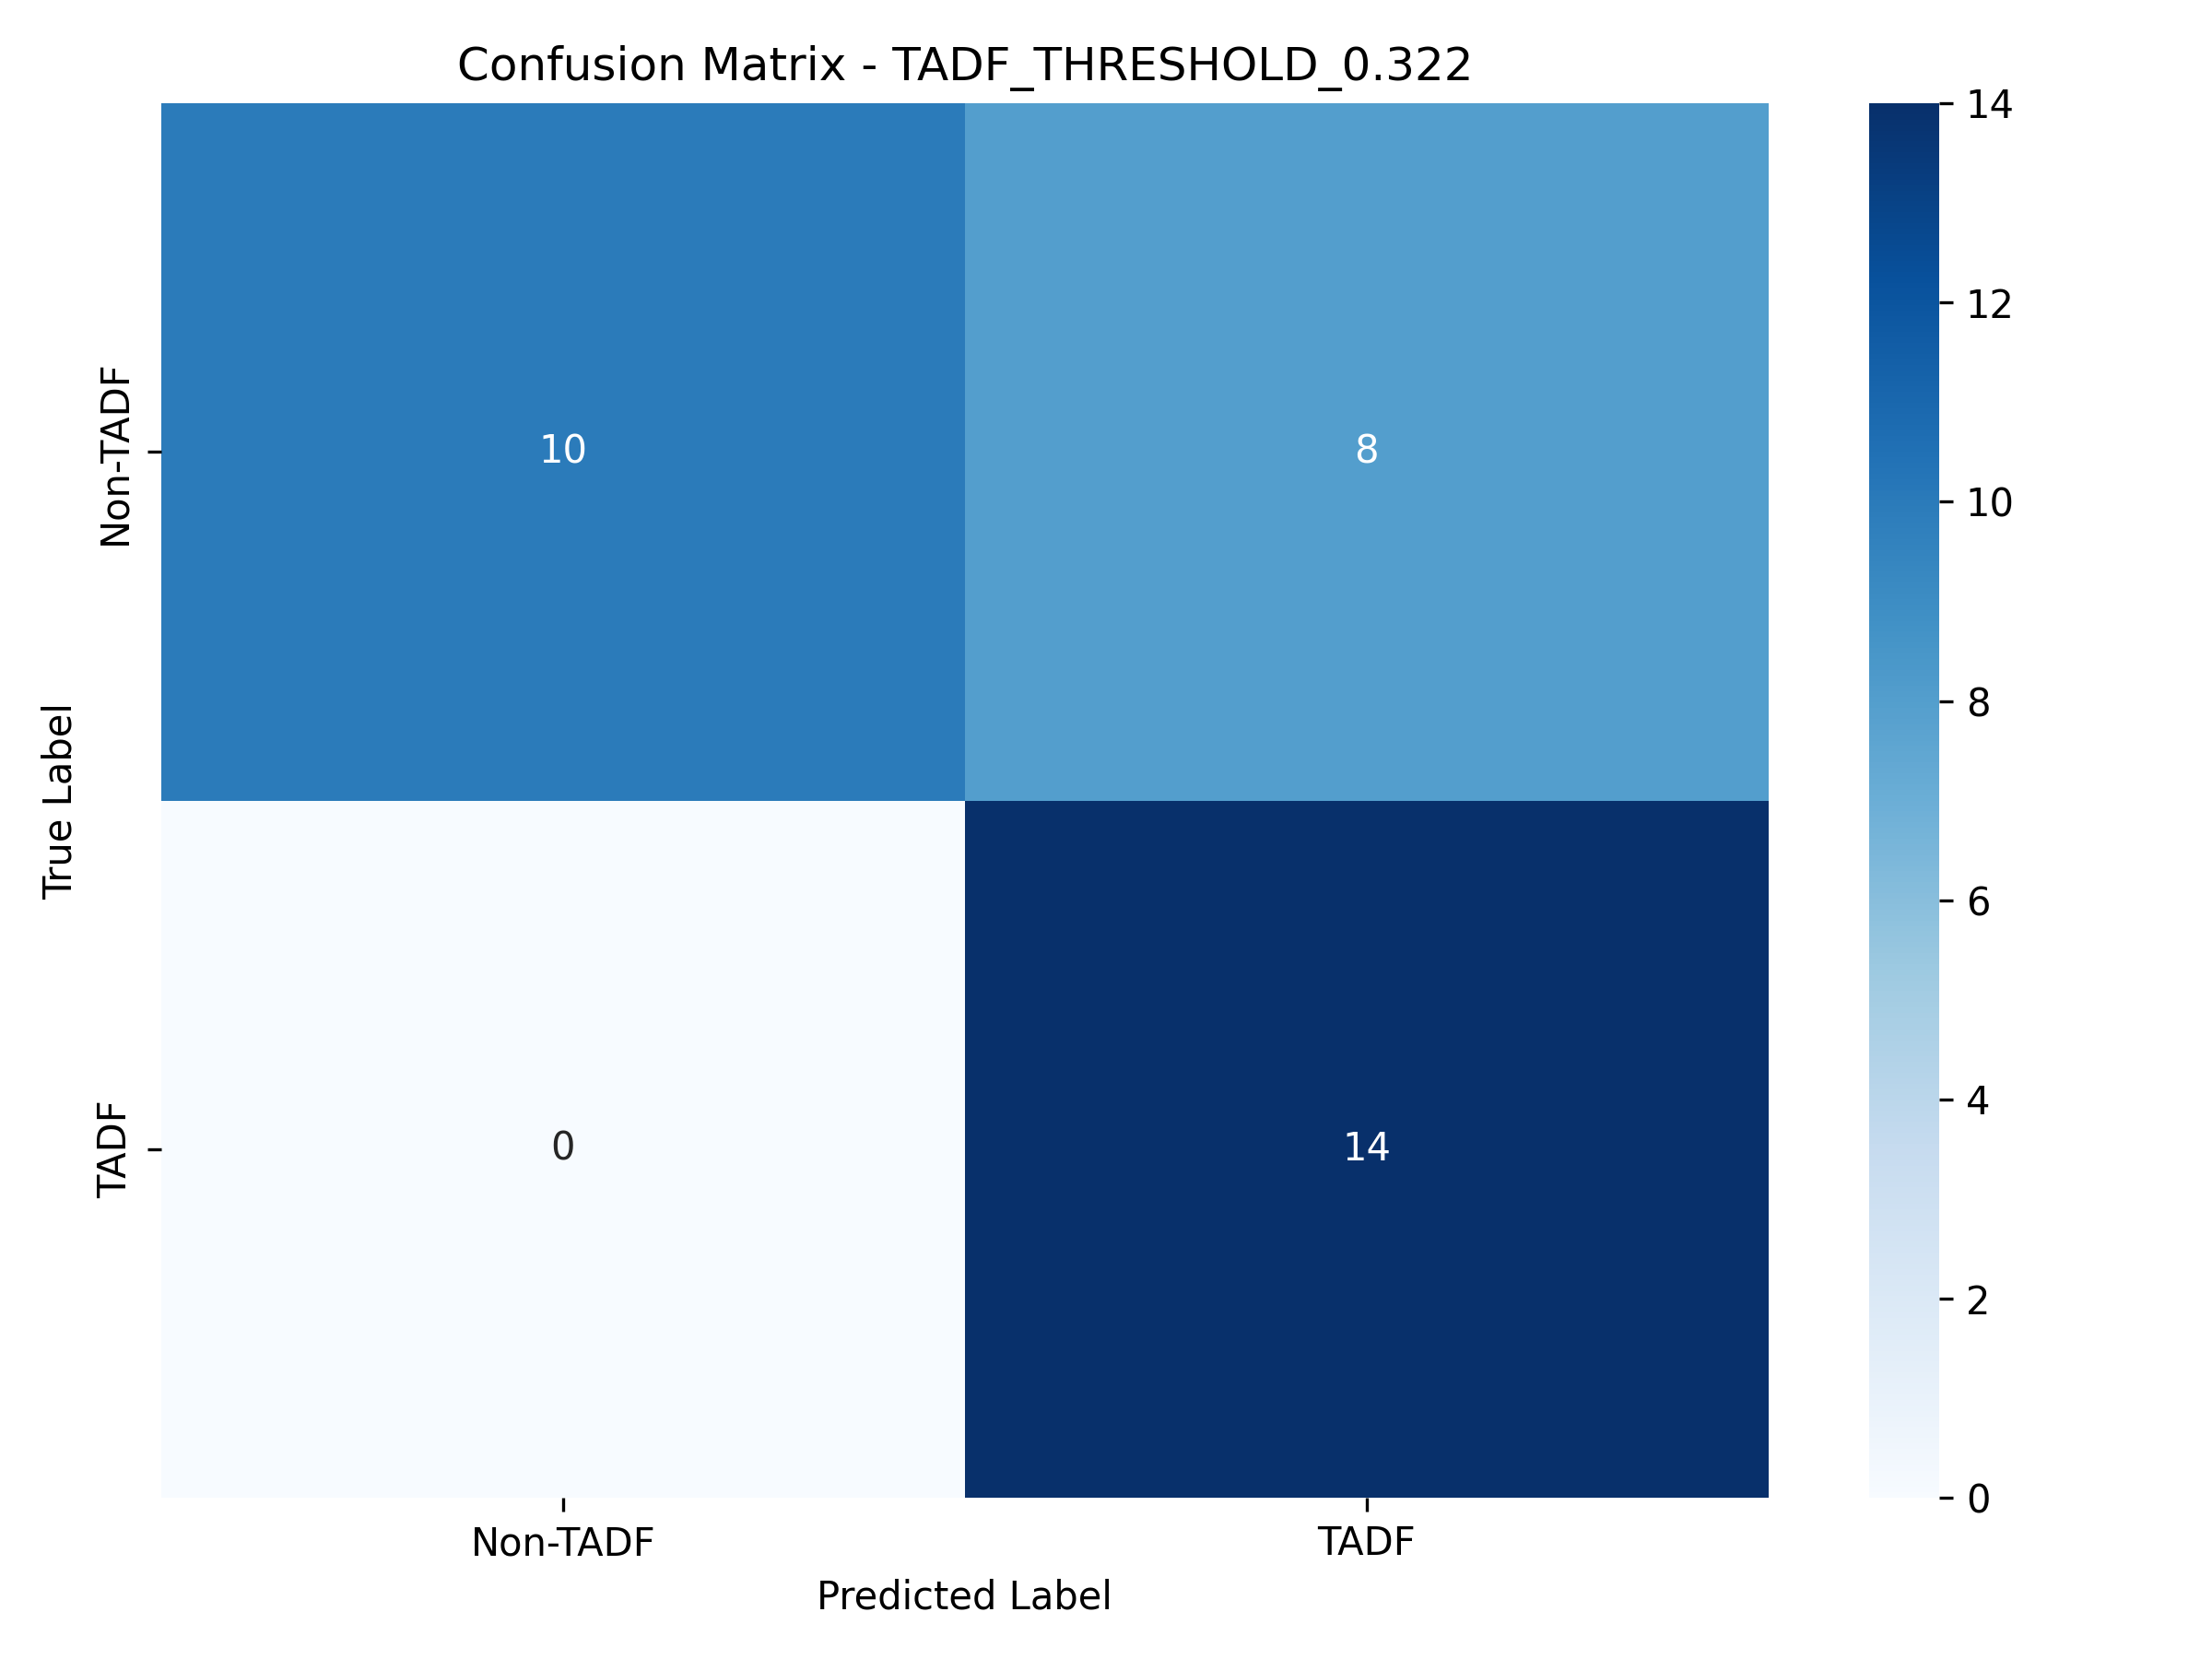 Confusion Matrix - TADF_THRESHOLD_0.322
True Label
Non-TADF
TADF
10
8
0
14
Non-TADF
TADF
Predicted Label
14
12
10
8
6
4
2
0